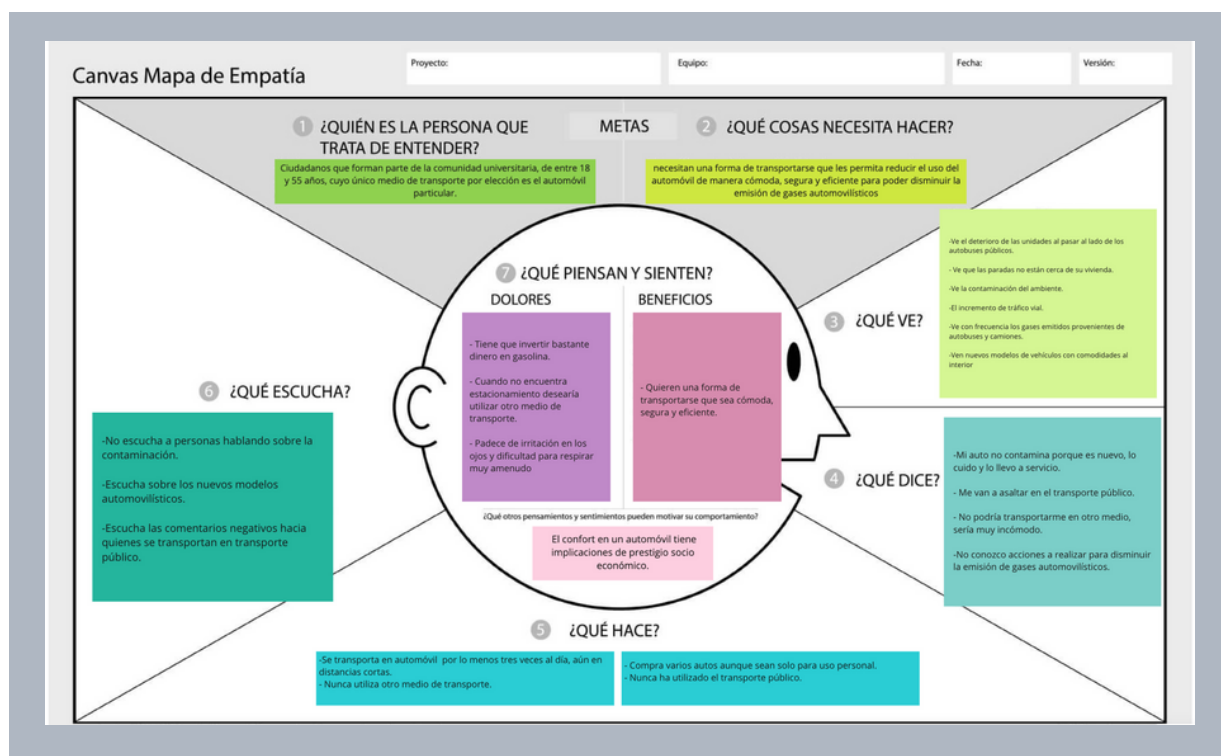 Canvas Mapa de Empatía
Proyecto:
Equipo:
Fecha:
Versión:
1 ¿QUIÉN ES LA PERSONA QUE
TRATA DE ENTENDER?
METAS
2 ¿QUÉ COSAS NECESITA HACER?
Ciudadanos que forman parte de la comunidad universitaria, de entre 18
y 55 años, cuyo único medio de transporte por elección es el automóvil
particular.
necesitan una forma de transportarse que les permita reducir el uso del
automóvil de manera cómoda, segura y eficiente para poder disminuir la
emisión de gases automovilísticos
3 ¿QUÉ VE?
-Ve el deterioro de las unidades al pasar al lado de los
autobuses públicos.
- Ve que las paradas no están cerca de su vivienda.
-Ve la contaminación del ambiente.
-El incremento de tráfico vial.
-Ve con frecuencia los gases emitidos provenientes de
autobuses y camiones.
-Ven nuevos modelos de vehículos con comodidades al
interior
4 ¿QUÉ DICE?
-Mi auto no contamina porque es nuevo, lo
cuido y lo llevo a servicio.
- Me van a asaltar en el transporte público.
- No podría transportarme en otro medio,
sería muy incómodo.
-No conozco acciones a realizar para disminuir
la emisión de gases automovilísticos.
5 ¿QUÉ HACE?
-Se transporta en automóvil por lo menos tres veces al día, aún en
distancias cortas.
- Nunca utiliza otro medio de transporte.
- Compra varios autos aunque sean solo para uso personal.
- Nunca ha utilizado el transporte público.
6 ¿QUÉ ESCUCHA?
-No escucha a personas hablando sobre la
contaminación.
-Escucha sobre los nuevos modelos
automovilísticos.
-Escucha las comentarios negativos hacia
quienes se transportan en transporte
público.
7 ¿QUÉ PIENSAN Y SIENTEN?
DOLORES
- Tiene que invertir bastante
dinero en gasolina.
- Cuando no encuentra
estacionamiento desearía
utilizar otro medio de
transporte.
- Padece de irritación en los
ojos y dificultad para respirar
muy amenudo
BENEFICIOS
- Quieren una forma de
transportarse que sea cómoda,
segura y eficiente.
¿Qué otros pensamientos y sentimientos pueden motivar su comportamiento?
El confort en un automóvil tiene
implicaciones de prestigio socio
económico.